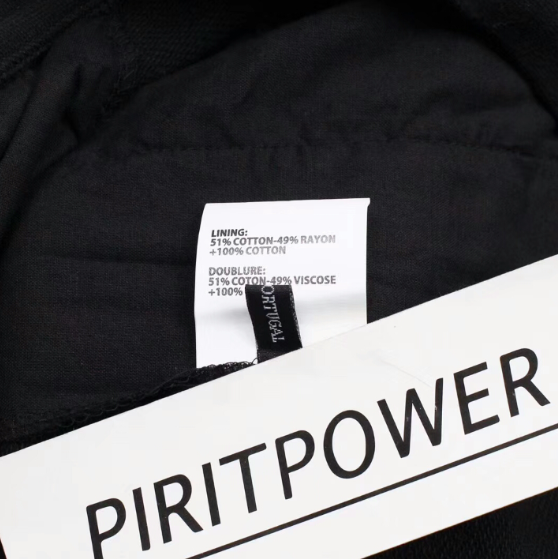 LINING:
51% COTTON-49% RAYON
+100% COTTON
DOUBLURE:
51% COTON-49% VISCOSE
+100%
ORTUGAL
PIRITPOWER